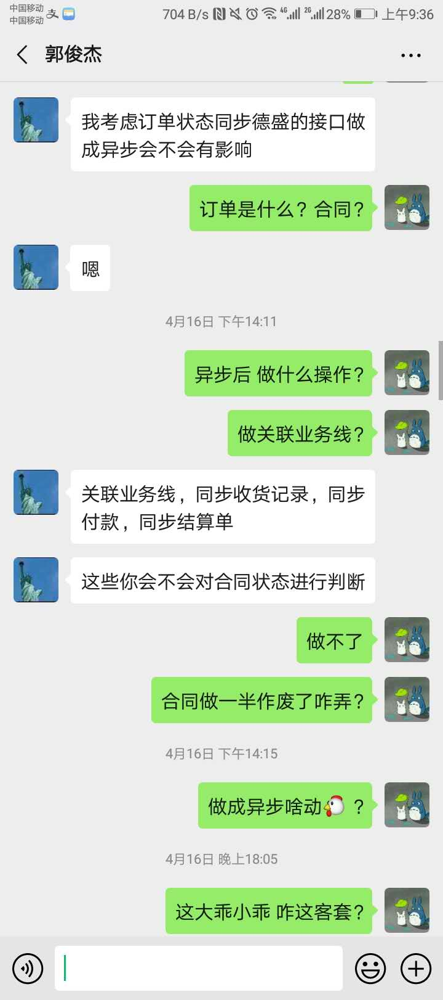 中国移动
中国移动
支
704 B/s
4G
2G
28%
上午9:36
郭俊杰
我考虑订单状态同步德盛的接口做
成异步会不会有影响
订单是什么？合同？
嗯
4月16日 下午14:11
异步后 做什么操作？
做关联业务线？
关联业务线，同步收货记录，同步
付款，同步结算单
这些你会不会对合同状态进行判断
做不了
合同做一半作废了咋弄？
4月16日 下午14:15
做成异步啥动🐔 ？
4月16日 晚上18:05
这大乖小乖 咋这客套？